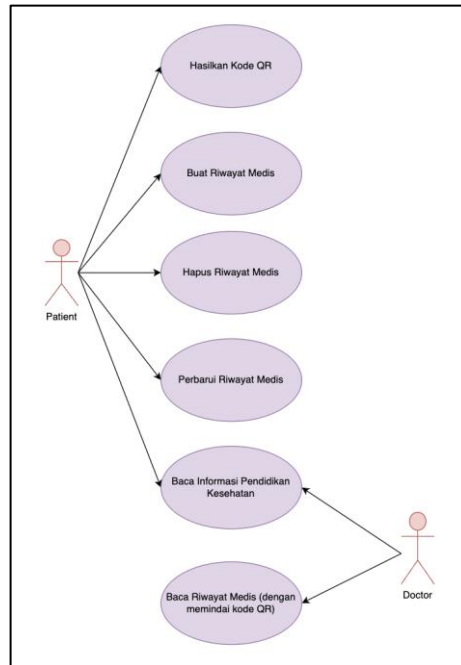 Hasilkan Kode QR
Buat Riwayat Medis
Hapus Riwayat Medis
Patient
Perbarui Riwayat Medis
Baca Informasi Pendidikan
Kesehatan
Baca Riwayat Medis (dengan
memindai kode QR)
Doctor